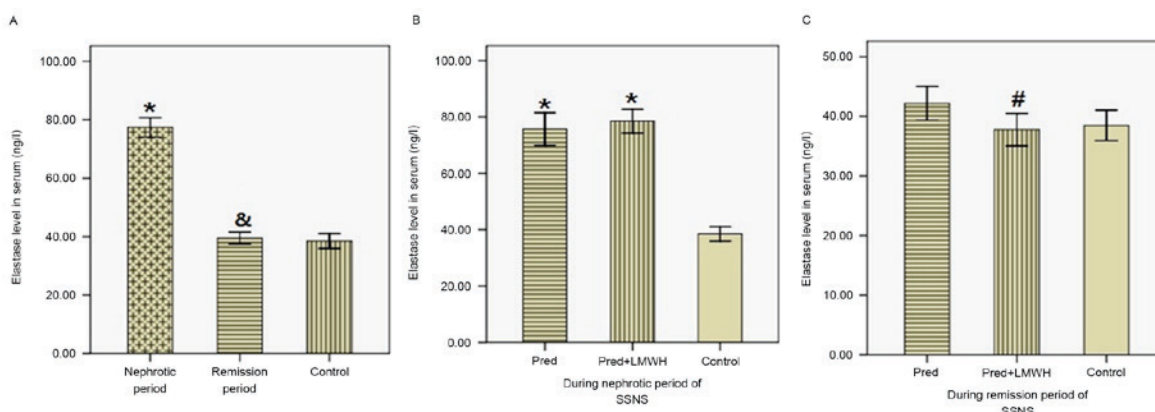 A
Elastase level in serum (ng/l)
100.00
80.00
60.00
40.00
20.00
0.00
*
&
Nephrotic
period
Remission
period
Control
B
Elastase level in serum (ng/l)
100.00
80.00
60.00
40.00
20.00
0.00
*
*
Pred
Pred+LMWH
Control
During nephrotic period of
SSNS
C
Elastase level in serum (ng/l)
50.00
40.00
30.00
20.00
10.00
0.00
#
Pred
Pred+LMWH
Control
During remission period of
SSNS